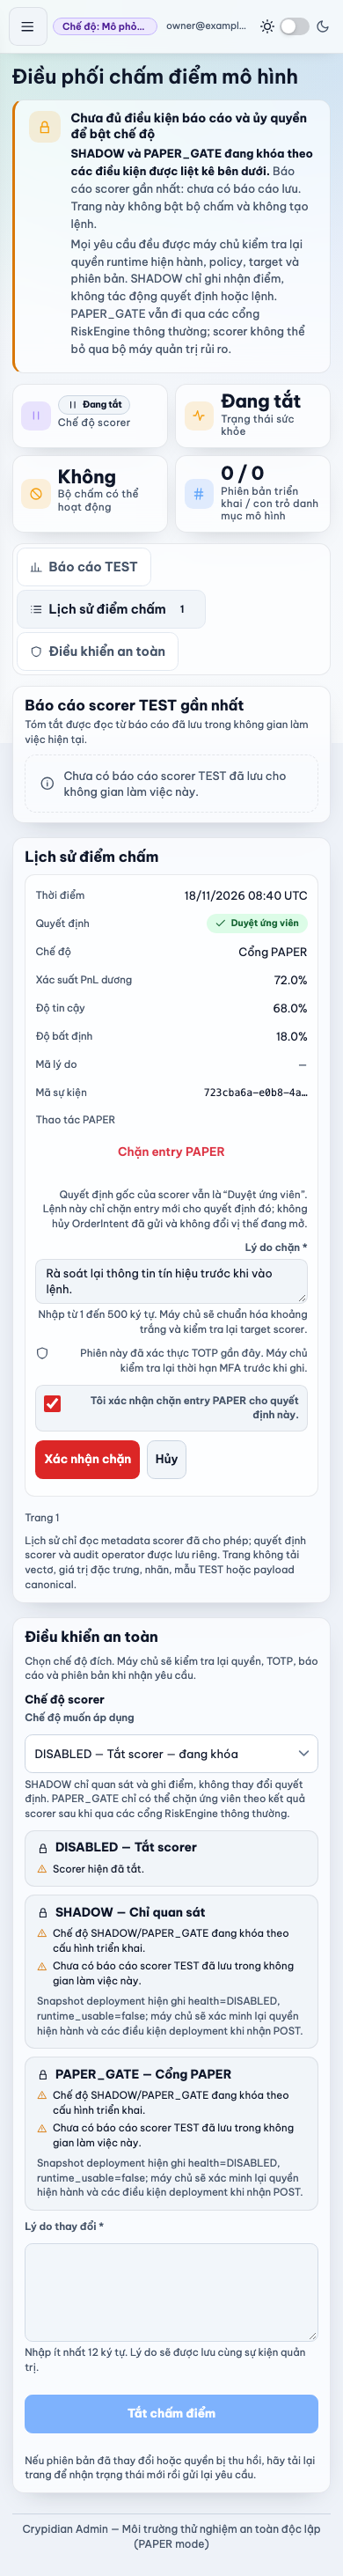 Chế độ: Mô phỏ...
owner@exampl...
Điều phối chấm điểm mô hình
Chưa đủ điều kiện báo cáo và ủy quyền
để bật chế độ
SHADOW và PAPER_GATE đang khóa theo
các điều kiện được liệt kê bên dưới. Báo
cáo scorer gần nhất: chưa có báo cáo lưu.
Trang này không bật bộ chấm và không tạo
lệnh.
Mọi yêu cầu đều được máy chủ kiểm tra lại
quyền runtime hiện hành, policy, target và
phiên bản. SHADOW chỉ ghi nhận điểm,
không tác động quyết định hoặc lệnh.
PAPER_GATE vẫn đi qua các cổng
RiskEngine thông thường; scorer không thể
bỏ qua bộ máy quản trị rủi ro.
Đang tắt
Chế độ scorer
Đang tắt
Trạng thái sức
khỏe
Không
Bộ chấm có thể
hoạt động
0 / 0
Phiên bản triển
khai / con trỏ danh
mục mô hình
Báo cáo TEST
Lịch sử điểm chấm 1
Điều khiển an toàn
Báo cáo scorer TEST gần nhất
Tóm tắt được đọc từ báo cáo đã lưu trong không gian làm
việc hiện tại.
Chưa có báo cáo scorer TEST đã lưu cho
không gian làm việc này.
Lịch sử điểm chấm
Thời điểm 18/11/2026 08:40 UTC
Quyết định Duyệt ứng viên
Chế độ Cổng PAPER
Xác suất PnL dương 72.0%
Độ tin cậy 68.0%
Độ bất định 18.0%
Mã lý do —
Mã sự kiện 723cba6a–e0b8–4a…
Thao tác PAPER
Chặn entry PAPER
Quyết định gốc của scorer vẫn là “Duyệt ứng viên”.
Lệnh này chỉ chặn entry mới cho quyết định đó; không
hủy OrderIntent đã gửi và không đổi vị thế đang mở.
Lý do chặn *
Rà soát lại thông tin tín hiệu trước khi vào
lệnh.
Nhập từ 1 đến 500 ký tự. Máy chủ sẽ chuẩn hóa khoảng
trắng và kiểm tra lại target scorer.
Phiên này đã xác thực TOTP gần đây. Máy chủ
kiểm tra lại thời hạn MFA trước khi ghi.
Tôi xác nhận chặn entry PAPER cho quyết
định này.
Xác nhận chặn Hủy
Trang 1
Lịch sử chỉ đọc metadata scorer đã cho phép; quyết định
scorer và audit operator được lưu riêng. Trang không tải
vectơ, giá trị đặc trưng, nhãn, mẫu TEST hoặc payload
canonical.
Điều khiển an toàn
Chọn chế độ đích. Máy chủ sẽ kiểm tra lại quyền, TOTP, báo
cáo và phiên bản khi nhận yêu cầu.
Chế độ scorer
Chế độ muốn áp dụng
DISABLED — Tắt scorer — đang khóa
SHADOW chỉ quan sát và ghi điểm, không thay đổi quyết
định. PAPER_GATE chỉ có thể chặn ứng viên theo kết quả
scorer sau khi qua các cổng RiskEngine thông thường.
DISABLED — Tắt scorer
Scorer hiện đã tắt.
SHADOW — Chỉ quan sát
Chế độ SHADOW/PAPER_GATE đang khóa theo
cấu hình triển khai.
Chưa có báo cáo scorer TEST đã lưu trong không
gian làm việc này.
Snapshot deployment hiện ghi health=DISABLED,
runtime_usable=false; máy chủ sẽ xác minh lại quyền
hiện hành và các điều kiện deployment khi nhận POST.
PAPER_GATE — Cổng PAPER
Chế độ SHADOW/PAPER_GATE đang khóa theo
cấu hình triển khai.
Chưa có báo cáo scorer TEST đã lưu trong không
gian làm việc này.
Snapshot deployment hiện ghi health=DISABLED,
runtime_usable=false; máy chủ sẽ xác minh lại quyền
hiện hành và các điều kiện deployment khi nhận POST.
Lý do thay đổi *
Nhập ít nhất 12 ký tự. Lý do sẽ được lưu cùng sự kiện quản
trị.
Tắt chấm điểm
Nếu phiên bản đã thay đổi hoặc quyền bị thu hồi, hãy tải lại
trang để nhận trạng thái mới rồi gửi lại yêu cầu.
Crypidian Admin — Môi trường thử nghiệm an toàn độc lập
(PAPER mode)